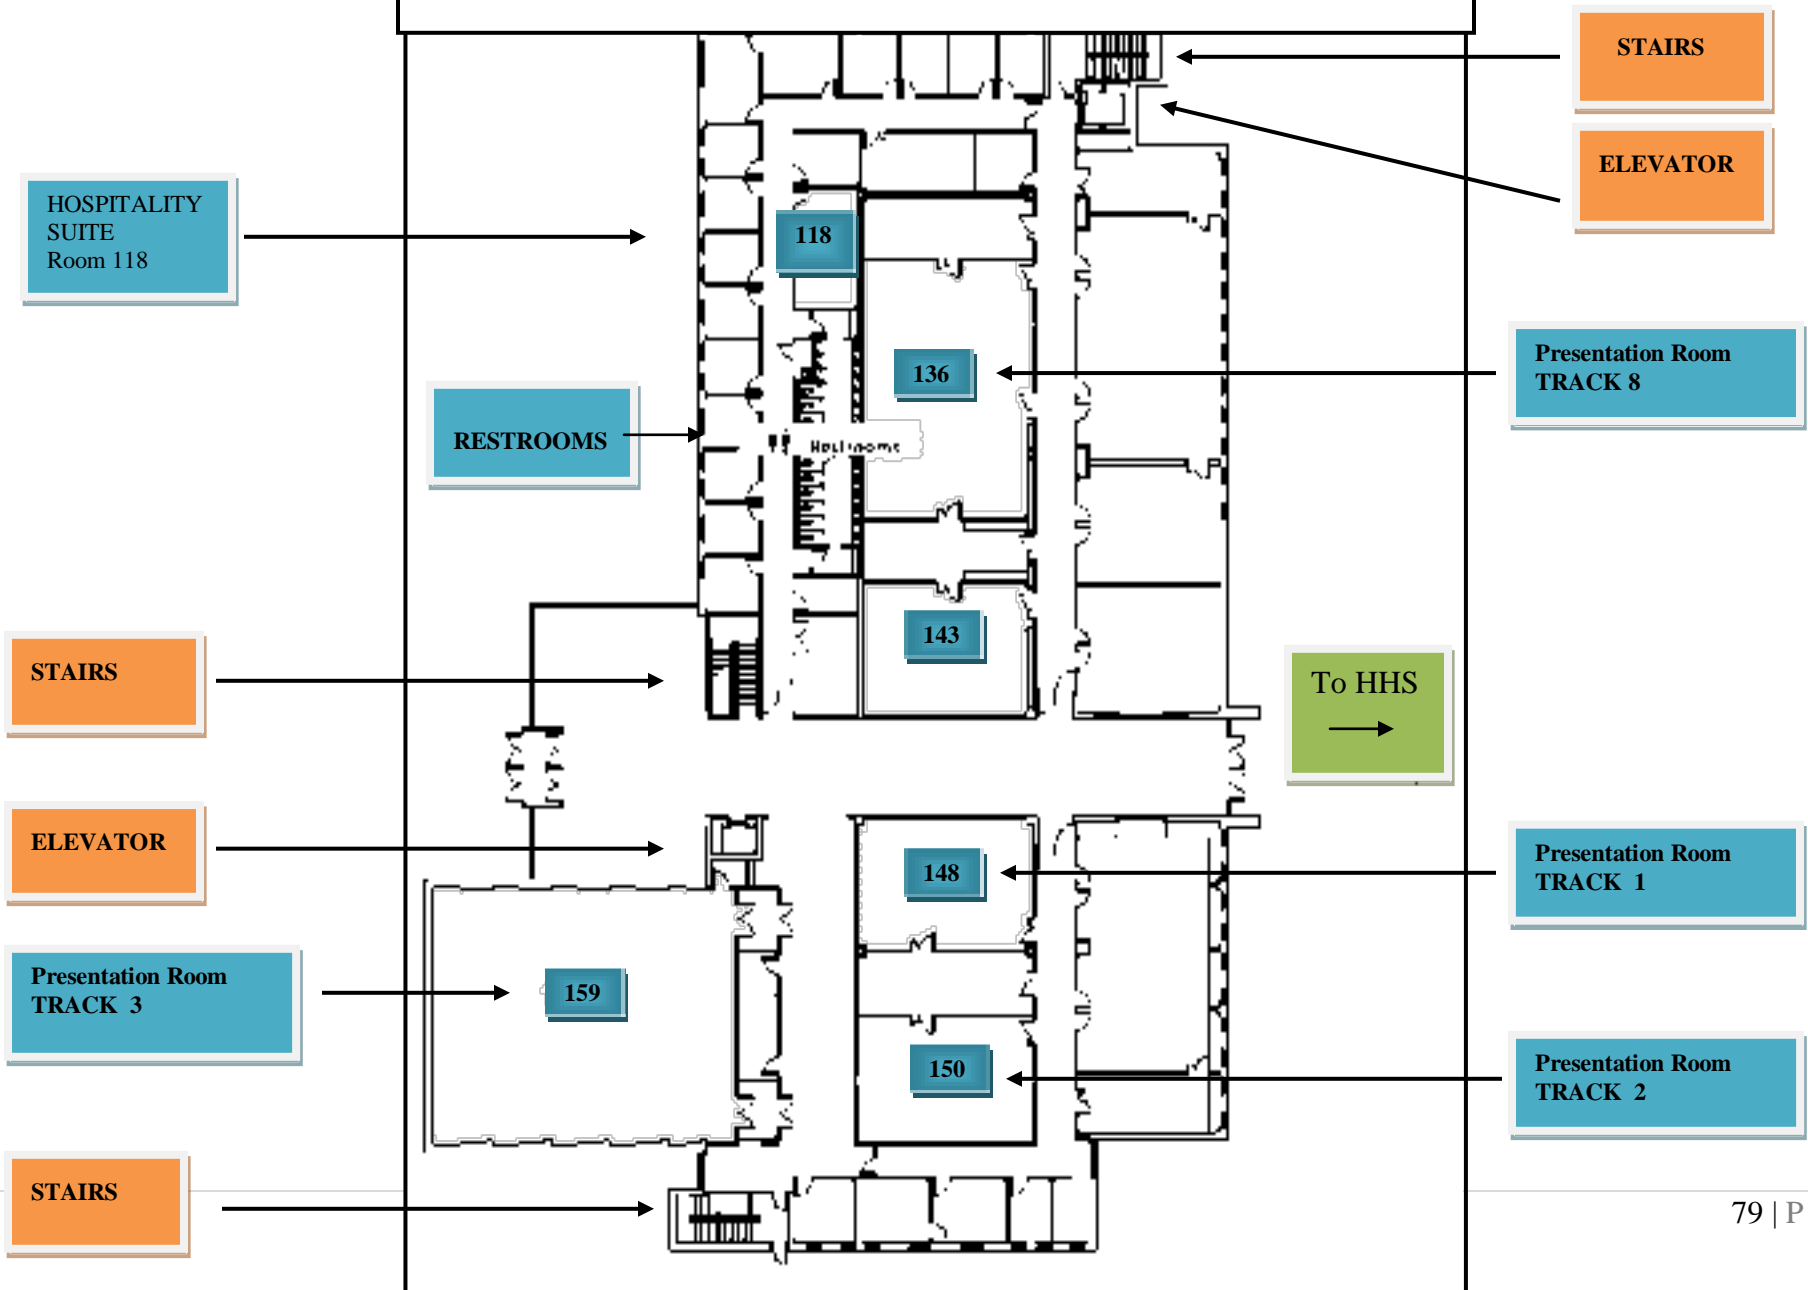 STAIRS
ELEVATOR
HOSPITALITY
SUITE
Room 118
118
136
Presentation Room
TRACK 8
RESTROOMS
143
STAIRS
To HHS
ELEVATOR
148
Presentation Room
TRACK  1
Presentation Room
TRACK  3
159
150
Presentation Room
TRACK  2
STAIRS
79 | P